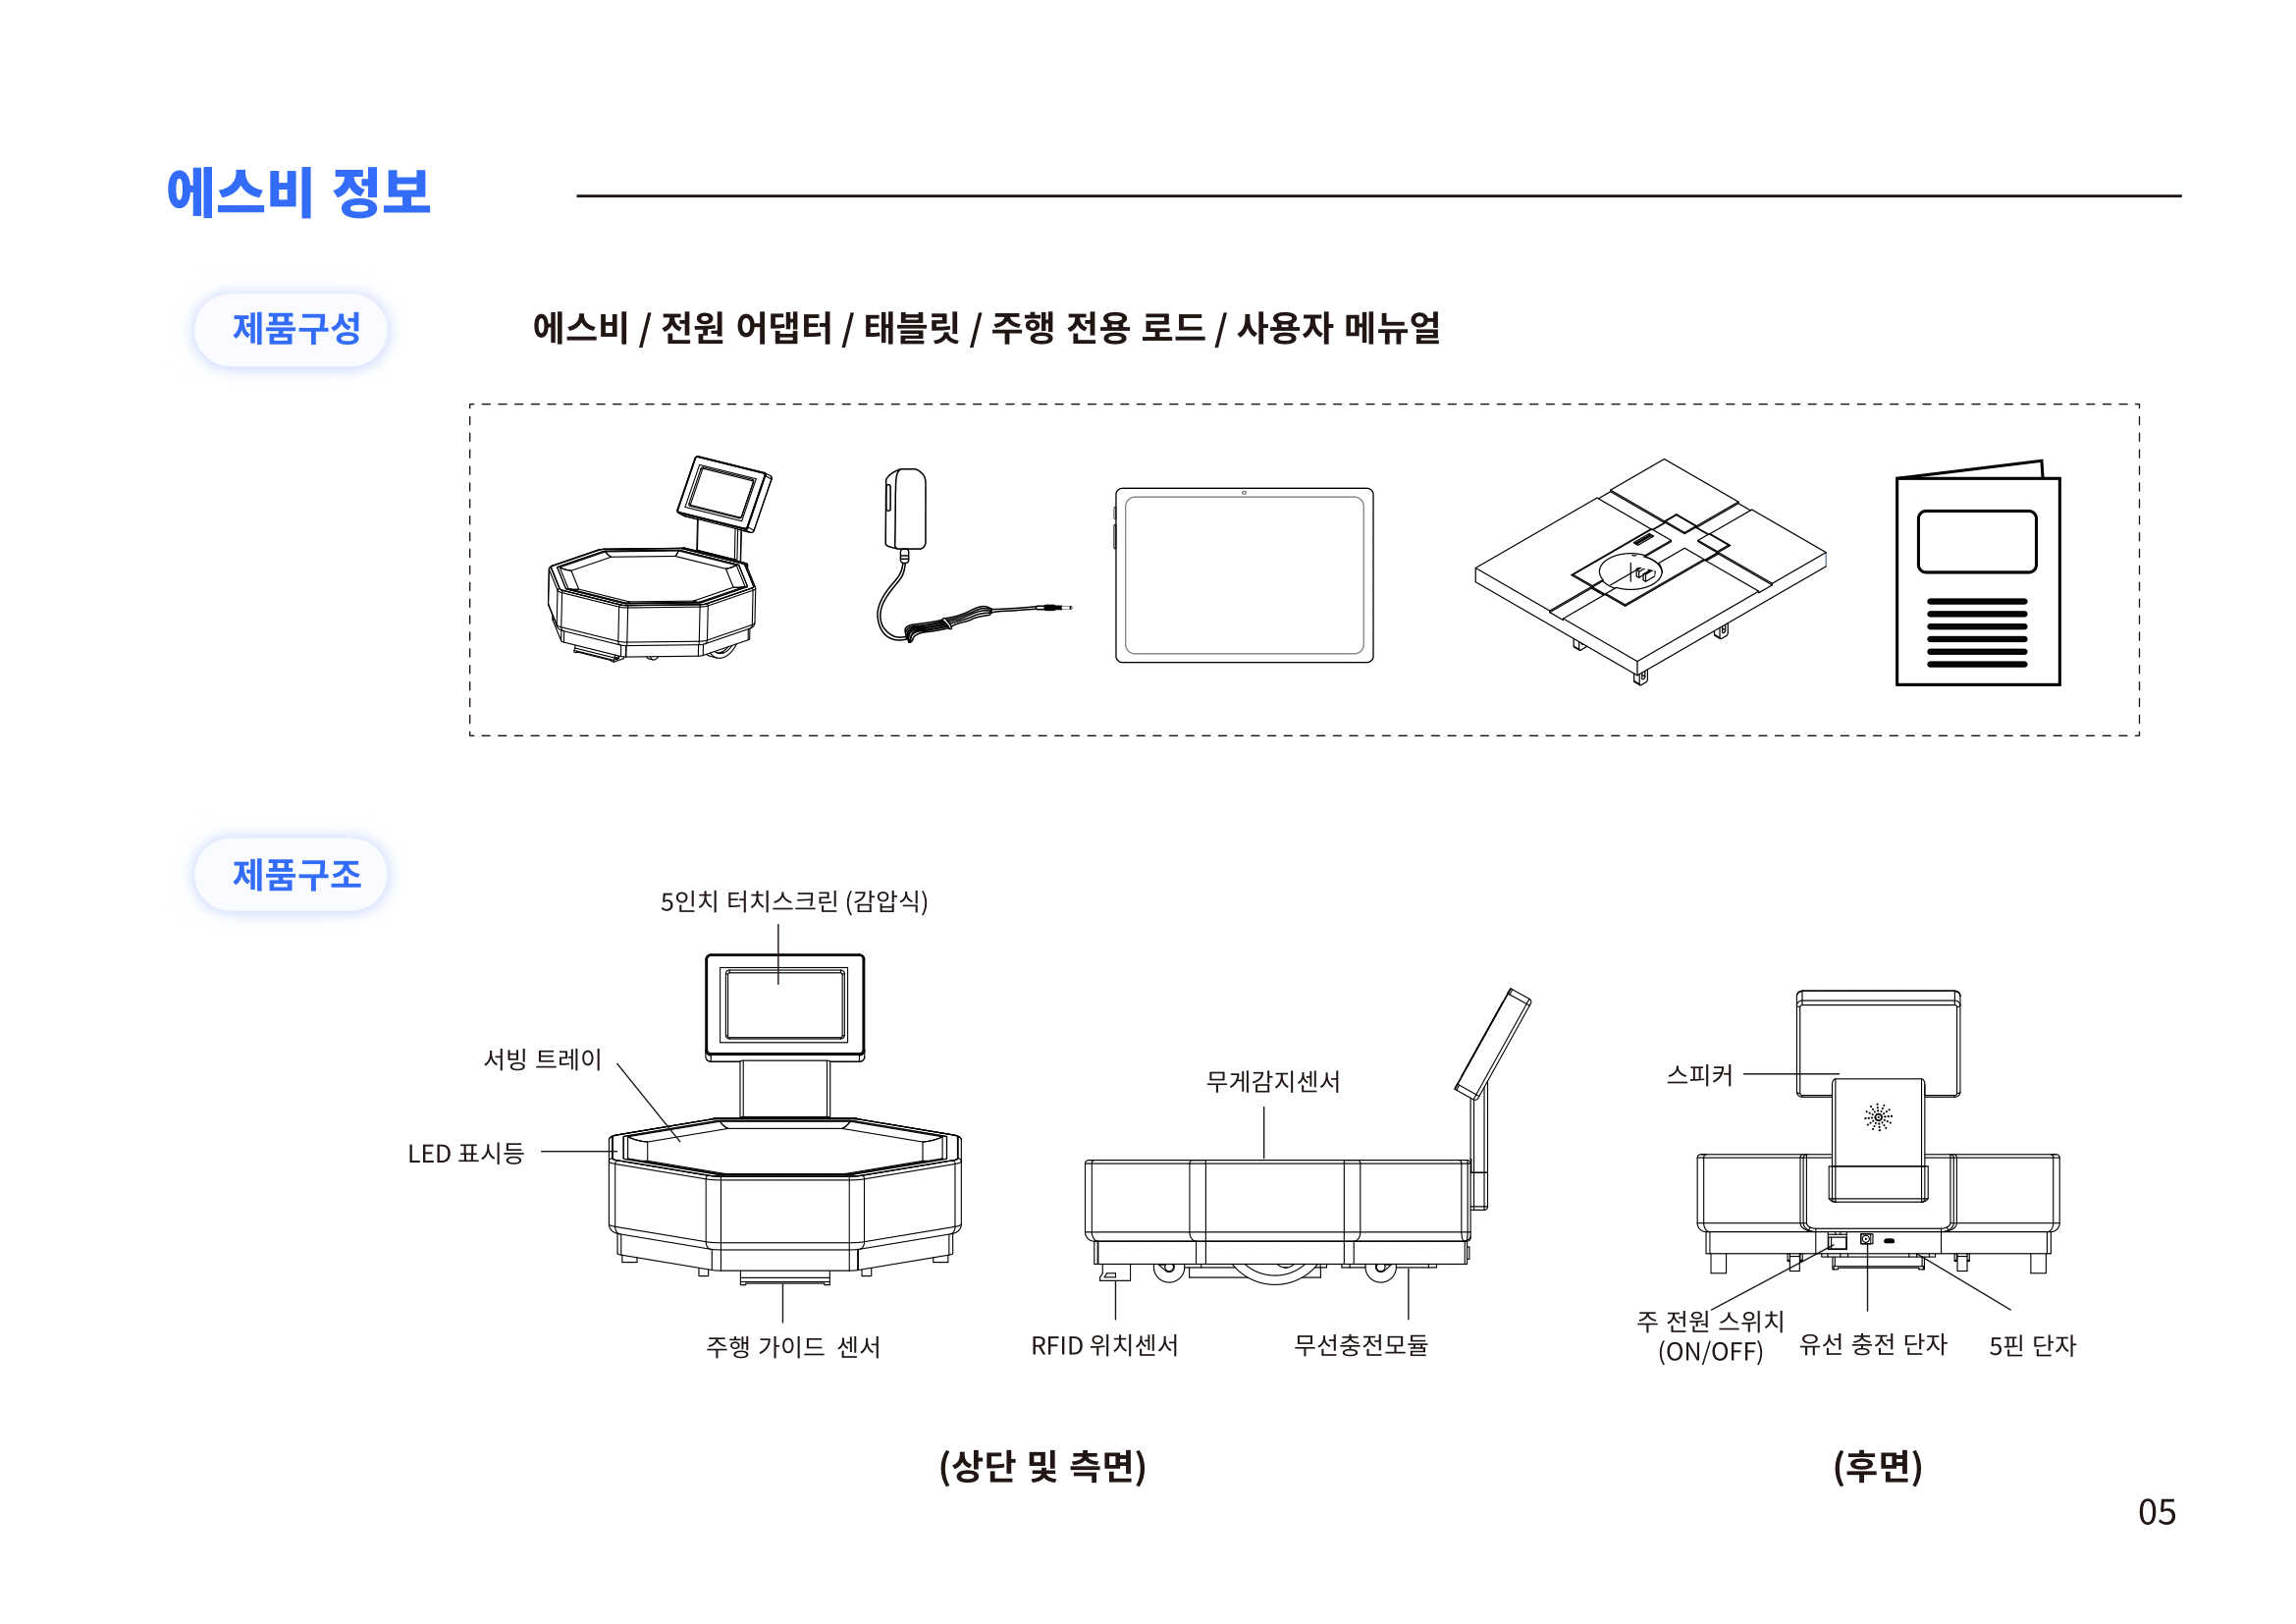 에스비 정보
제품구성
에스비 / 전원 어댑터 / 태블릿 / 주행 전용 로드 / 사용자 메뉴얼
제품구조
5인치 터치스크린 (감압식)
서빙 트레이
LED 표시등
주행 가이드 센서
무게감지센서
RFID 위치센서
무선충전모듈
스피커
주 전원 스위치
(ON/OFF)
유선 충전 단자
5핀 단자
(상단 및 측면)
(후면)
05